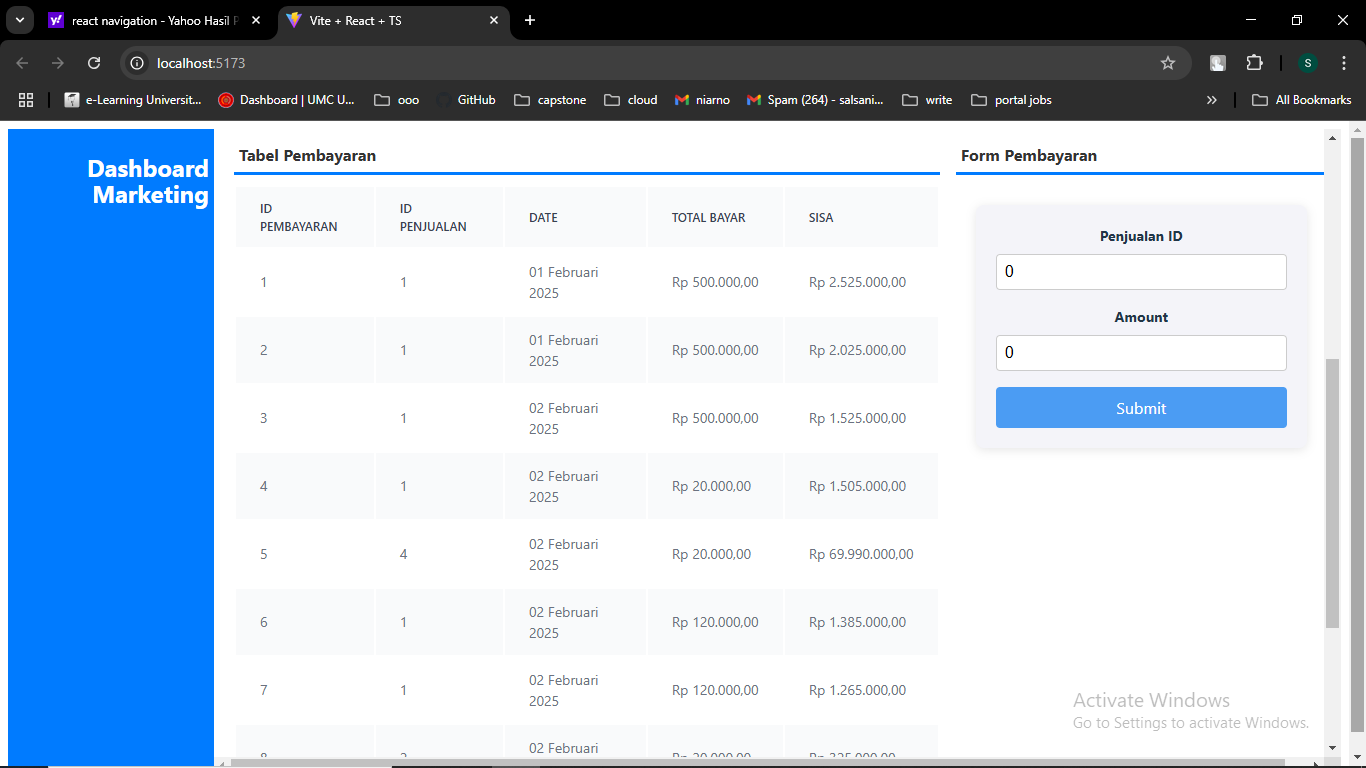 react navigation - Yahoo Hasil P
Vite + React + TS
localhost:5173
e-Learning Universit...
Dashboard | UMC U...
ooo
GitHub
capstone
cloud
niarno
Spam (264) - salsani...
write
portal jobs
»
All Bookmarks
S
Dashboard
Marketing
Tabel Pembayaran
ID PEMBAYARAN ID PENJUALAN DATE TOTAL BAYAR SISA
1 1 01 Februari 2025 Rp 500.000,00 Rp 2.525.000,00
2 1 01 Februari 2025 Rp 500.000,00 Rp 2.025.000,00
3 1 02 Februari 2025 Rp 500.000,00 Rp 1.525.000,00
4 1 02 Februari 2025 Rp 20.000,00 Rp 1.505.000,00
5 4 02 Februari 2025 Rp 20.000,00 Rp 69.990.000,00
6 1 02 Februari 2025 Rp 120.000,00 Rp 1.385.000,00
7 1 02 Februari 2025 Rp 120.000,00 Rp 1.265.000,00
02 Februari
Form Pembayaran
Penjualan ID
0
Amount
0
Submit
Activate Windows
Go to Settings to activate Windows.